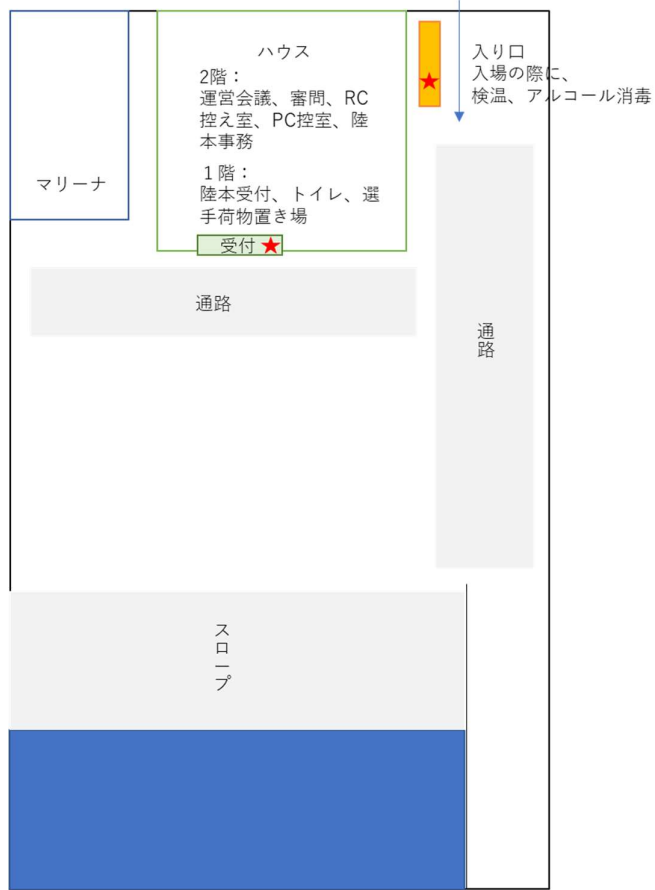 ハウス
2階：
運営会議、審問、RC
控え室、PC控室、陸
本事務
１階：
陸本受付、トイレ、選
手荷物置き場
受付
入り口
入場の際に、
検温、アルコール消毒
マリーナ
通路
通路
スロープ